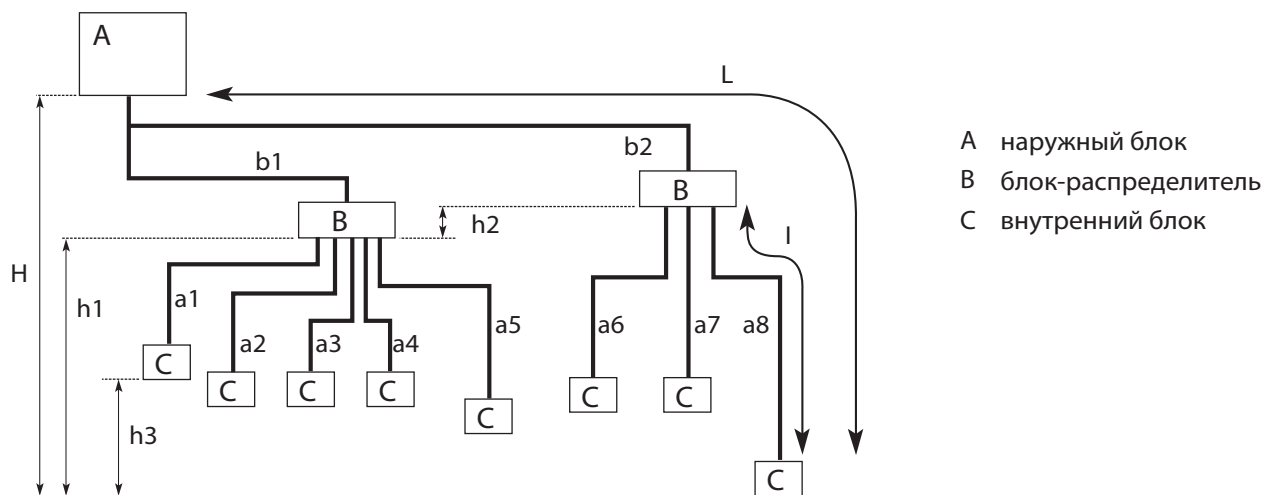 A
L
A наружный блок
b2
b1
B блок-распределитель
B
B
C внутренний блок
h2
l
H
h1
a1
a2
a3
a4
a5
a6
a7
a8
C
C
C
C
C
C
C
h3
C